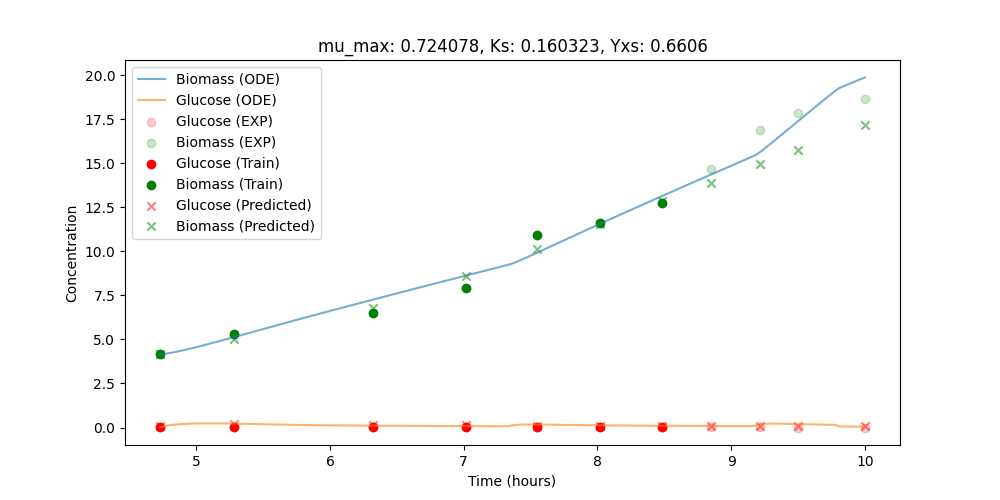 mu_max: 0.724078, Ks: 0.160323, Yxs: 0.6606
20.0
17.5
15.0
12.5
10.0
7.5
5.0
2.5
0.0
Concentration
Biomass (ODE)
Glucose (ODE)
Glucose (EXP)
Biomass (EXP)
Glucose (Train)
Biomass (Train)
Glucose (Predicted)
Biomass (Predicted)
5 6 7 8 9 10
Time (hours)